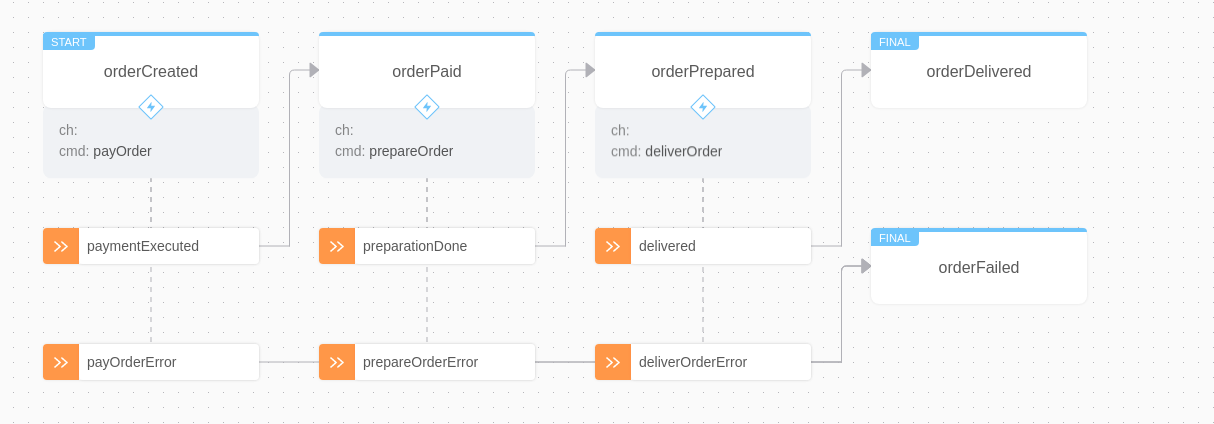 START
orderCreated
ch:
cmd: payOrder
paymentExecuted
payOrderError
orderPaid
ch:
cmd: prepareOrder
preparationDone
prepareOrderError
orderPrepared
ch:
cmd: deliverOrder
delivered
deliverOrderError
FINAL
orderDelivered
FINAL
orderFailed